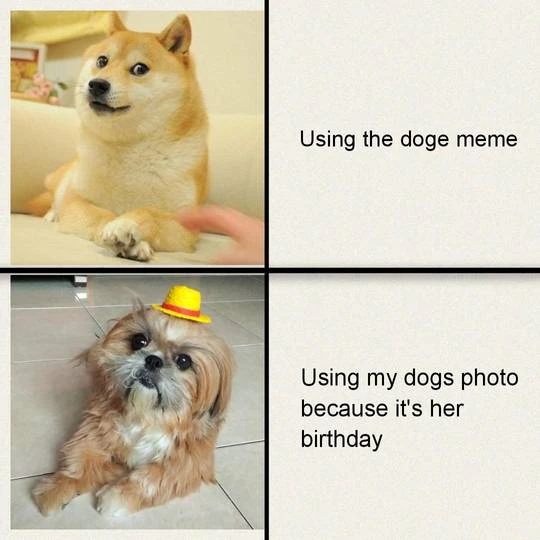 Using the doge meme
Using my dogs photo
because it's her
birthday